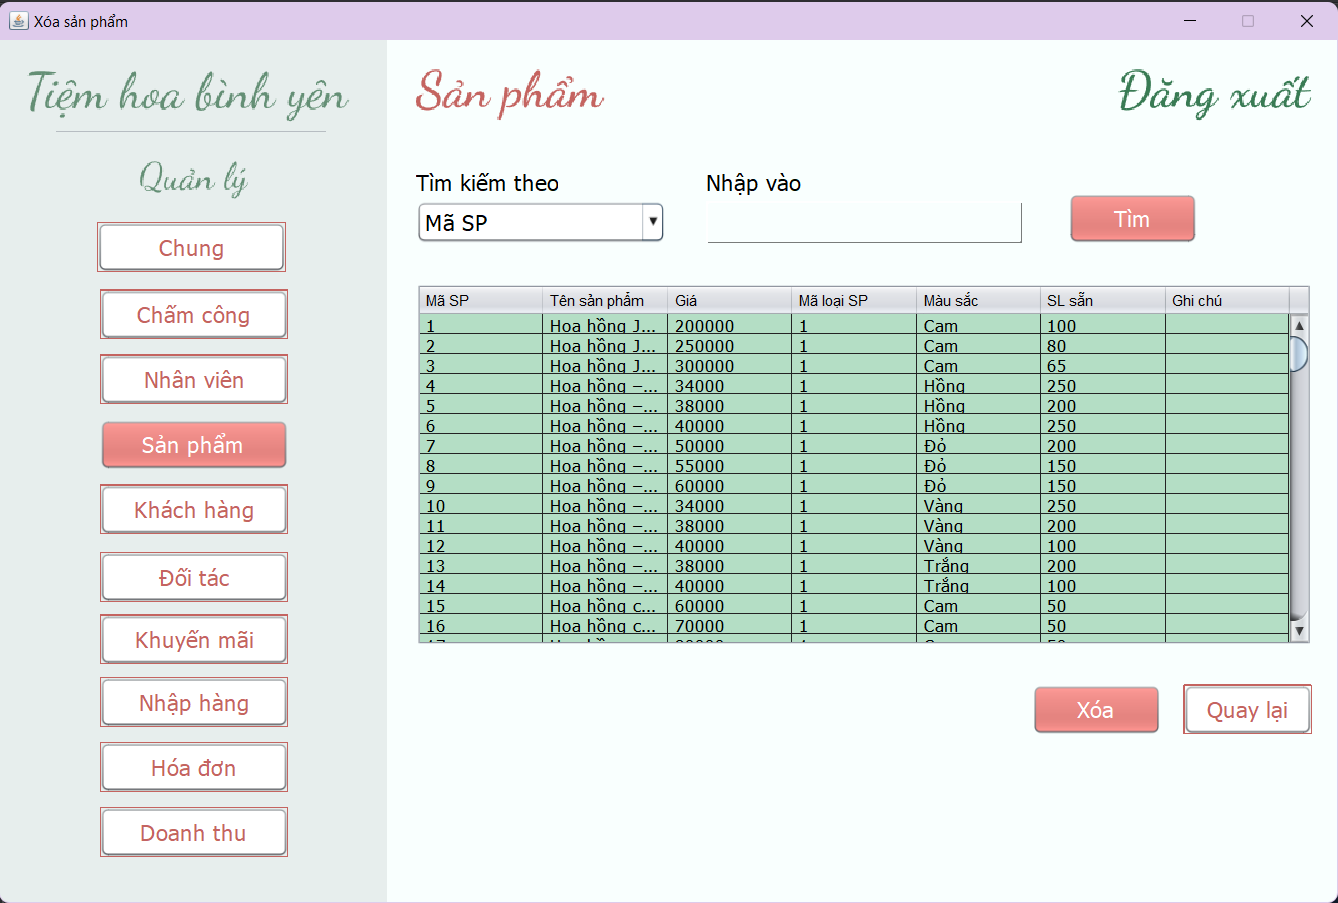 Xóa sản phẩm
Tiệm hoa bình yên
Quản lý
Chung
Chấm công
Nhân viên
Sản phẩm
Khách hàng
Đối tác
Khuyến mãi
Nhập hàng
Hóa đơn
Doanh thu
Sản phẩm
Đăng xuất
Tìm kiếm theo
Nhập vào
Mã SP
Tìm
Mã SP Tên sản phẩm Giá Mã loại SP Màu sắc SL sẵn Ghi chú
1 Hoa hồng J... 200000 1 Cam 100
2 Hoa hồng J... 250000 1 Cam 80
3 Hoa hồng J... 300000 1 Cam 65
4 Hoa hồng –... 34000 1 Hồng 250
5 Hoa hồng –... 38000 1 Hồng 200
6 Hoa hồng –... 40000 1 Hồng 250
7 Hoa hồng –... 50000 1 Đỏ 200
8 Hoa hồng –... 55000 1 Đỏ 150
9 Hoa hồng –... 60000 1 Đỏ 150
10 Hoa hồng –... 34000 1 Vàng 250
11 Hoa hồng –... 38000 1 Vàng 200
12 Hoa hồng –... 40000 1 Vàng 100
13 Hoa hồng –... 38000 1 Trắng 200
14 Hoa hồng –... 40000 1 Trắng 100
15 Hoa hồng c... 60000 1 Cam 50
16 Hoa hồng c... 70000 1 Cam 50
Xóa
Quay lại